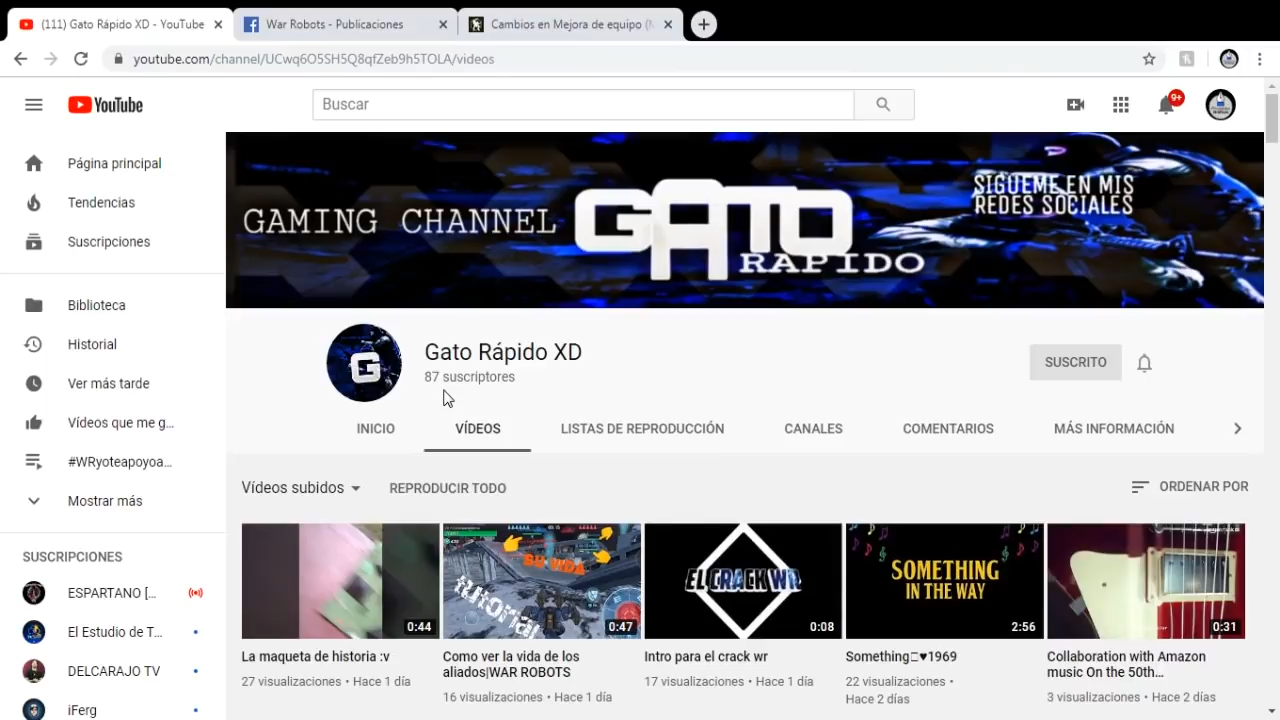 (111) Gato Rápido XD - YouTube
War Robots - Publicaciones
Cambios en Mejora de equipo (
youtube.com/channel/UCwq6O5SH5Q8qfZeb9h5TOLA/videos
YouTube
Buscar
9+
Página principal
Tendencias
Suscripciones
Biblioteca
Historial
Ver más tarde
Vídeos que me g...
#WRyoteapoyoa...
Mostrar más
SUSCRIPCIONES
ESPARTANO [...
El Estudio de T...
DELCARAJO TV
iFerg
GAMING CHANNEL
GATO
RAPIDO
SIGUEME EN MIS
REDES SOCIALES
G
Gato Rápido XD
87 suscriptores
SUSCRITO
INICIO
VÍDEOS
LISTAS DE REPRODUCCIÓN
CANALES
COMENTARIOS
MÁS INFORMACIÓN
Vídeos subidos
REPRODUCIR TODO
ORDENAR POR
0:44
La maqueta de historia :v
27 visualizaciones • Hace 1 día
SU VIDA
0:47
Como ver la vida de los
aliados|WAR ROBOTS
16 visualizaciones • Hace 1 día
EL CRACK WR
0:08
Intro para el crack wr
17 visualizaciones • Hace 1 día
SOMETHING
IN THE WAY
2:56
Something□♥1969
22 visualizaciones •
Hace 2 días
0:31
Collaboration with Amazon
music On the 50th...
3 visualizaciones • Hace 2 días